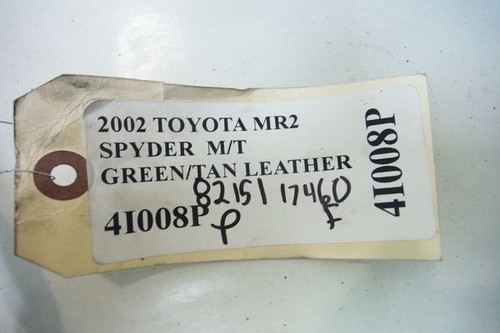 2002 TOYOTA MR2
SPYDER M/T
GREEN/TAN LEATHER
82151 17460
4I008P
P
4I008P